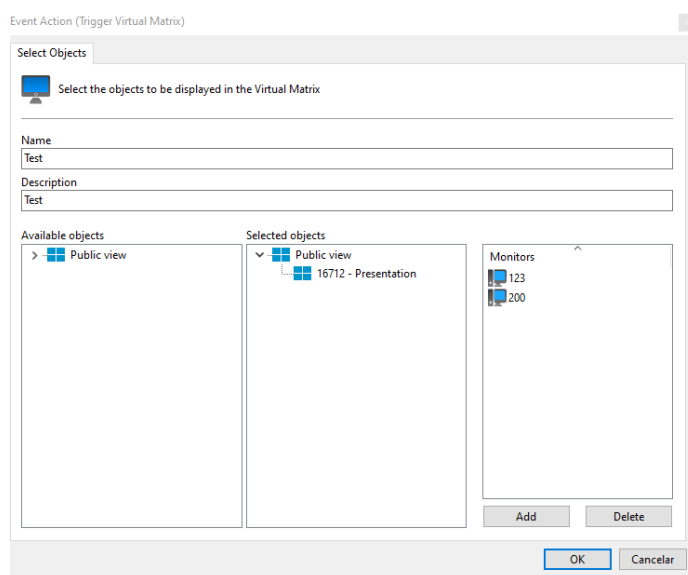 Event Action (Trigger Virtual Matrix)
Select Objects
Select the objects to be displayed in the Virtual Matrix
Name
Test
Description
Test
Available objects
Public view
Selected objects
Public view
16712 - Presentation
Monitors
123
200
Add
Delete
OK
Cancelar